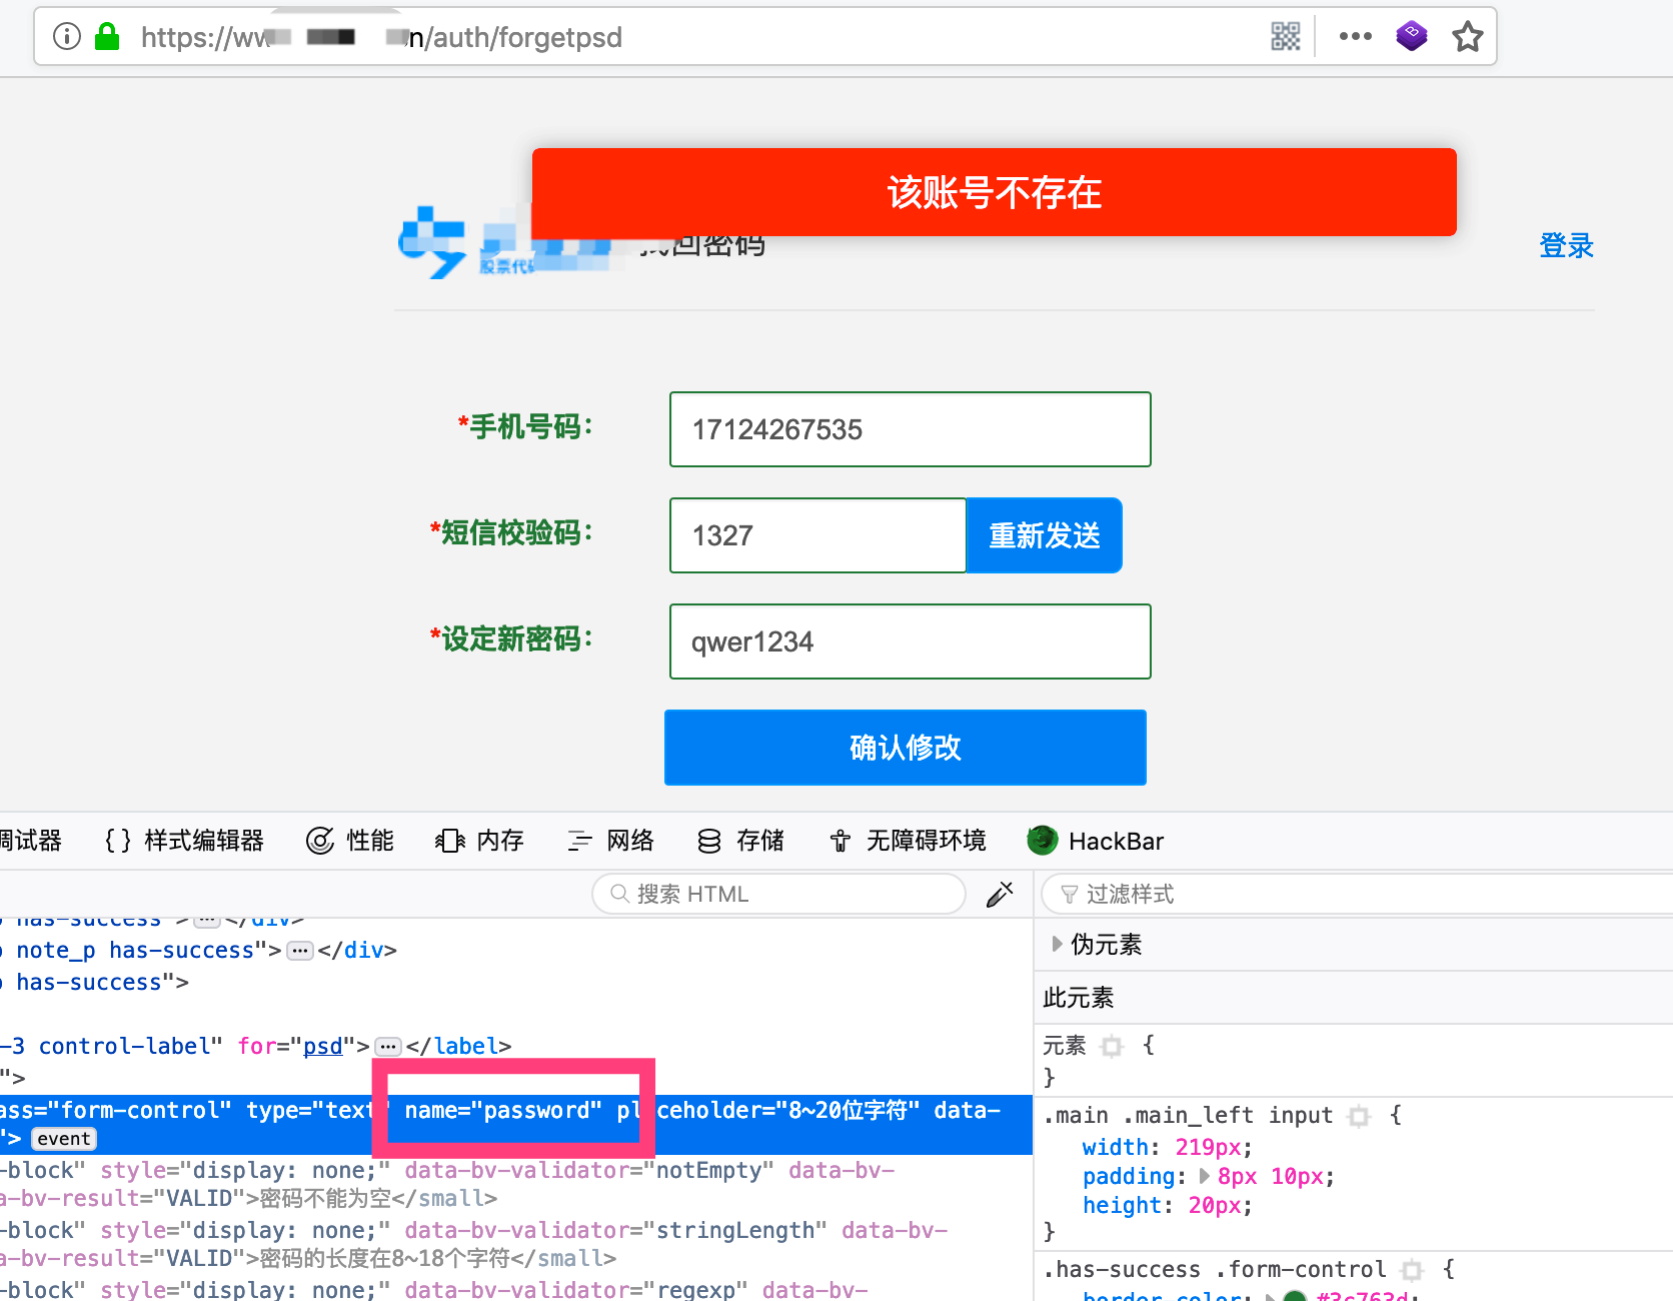 https://ww n/auth/forgetpsd
该账号不存在
股票代码
找回密码
登录
*手机号码：
17124267535
*短信校验码：
1327
重新发送
*设定新密码：
qwer1234
确认修改
调试器
{} 样式编辑器
性能
内存
网络
存储
无障碍环境
HackBar
搜索 HTML
过滤样式
has-success"> ··· </div>
note_p has-success"> ··· </div>
has-success">
-3 control-label" for="psd"> ··· </label>
">
ass="form-control" type="text" name="password" placeholder="8~20位字符" data-
"> event
-block" style="display: none;" data-bv-validator="notEmpty" data-bv-
a-bv-result="VALID">密码不能为空</small>
-block" style="display: none;" data-bv-validator="stringLength" data-bv-
a-bv-result="VALID">密码的长度在8~18个字符</small>
-block" style="display: none;" data-bv-validator="regexp" data-bv-
伪元素
此元素
元素 {
}
.main .main_left input {
width: 219px;
padding: 8px 10px;
height: 20px;
}
.has-success .form-control {
border-color: #3c763d;